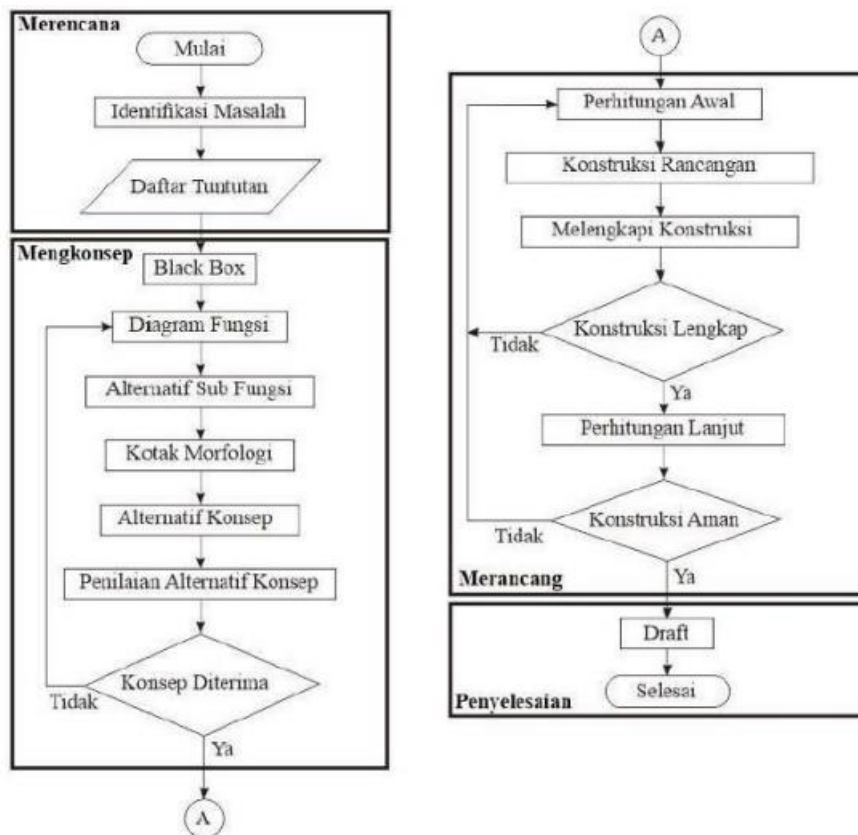 Merencana
Mulai
Identifikasi Masalah
Daftar Tuntutan
Mengkonsep
Black Box
Diagram Fungsi
Alternatif Sub Fungsi
Kotak Morfologi
Alternatif Konsep
Penilaian Alternatif Konsep
Konsep Diterima
Tidak
Ya
A
A
Perhitungan Awal
Konstruksi Rancangan
Melengkapi Konstruksi
Konstruksi Lengkap
Tidak
Ya
Perhitungan Lanjut
Konstruksi Aman
Tidak
Ya
Merancang
Draft
Selesai
Penyelesaian